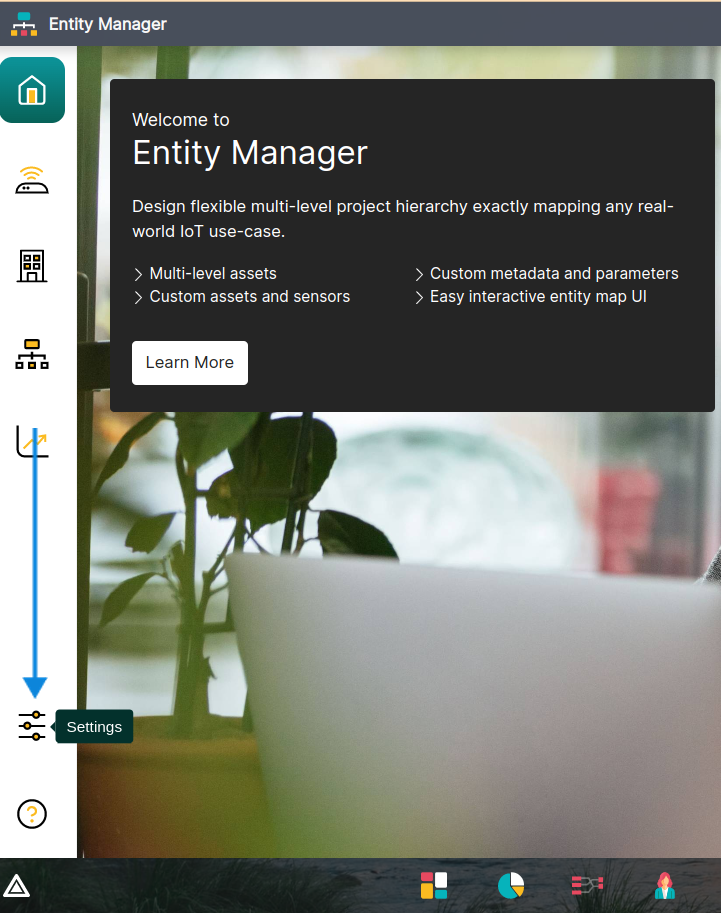 Entity Manager
Welcome to
Entity Manager
Design flexible multi-level project hierarchy exactly mapping any real-
world IoT use-case.
Multi-level assets
Custom assets and sensors
Custom metadata and parameters
Easy interactive entity map UI
Learn More
Settings
?